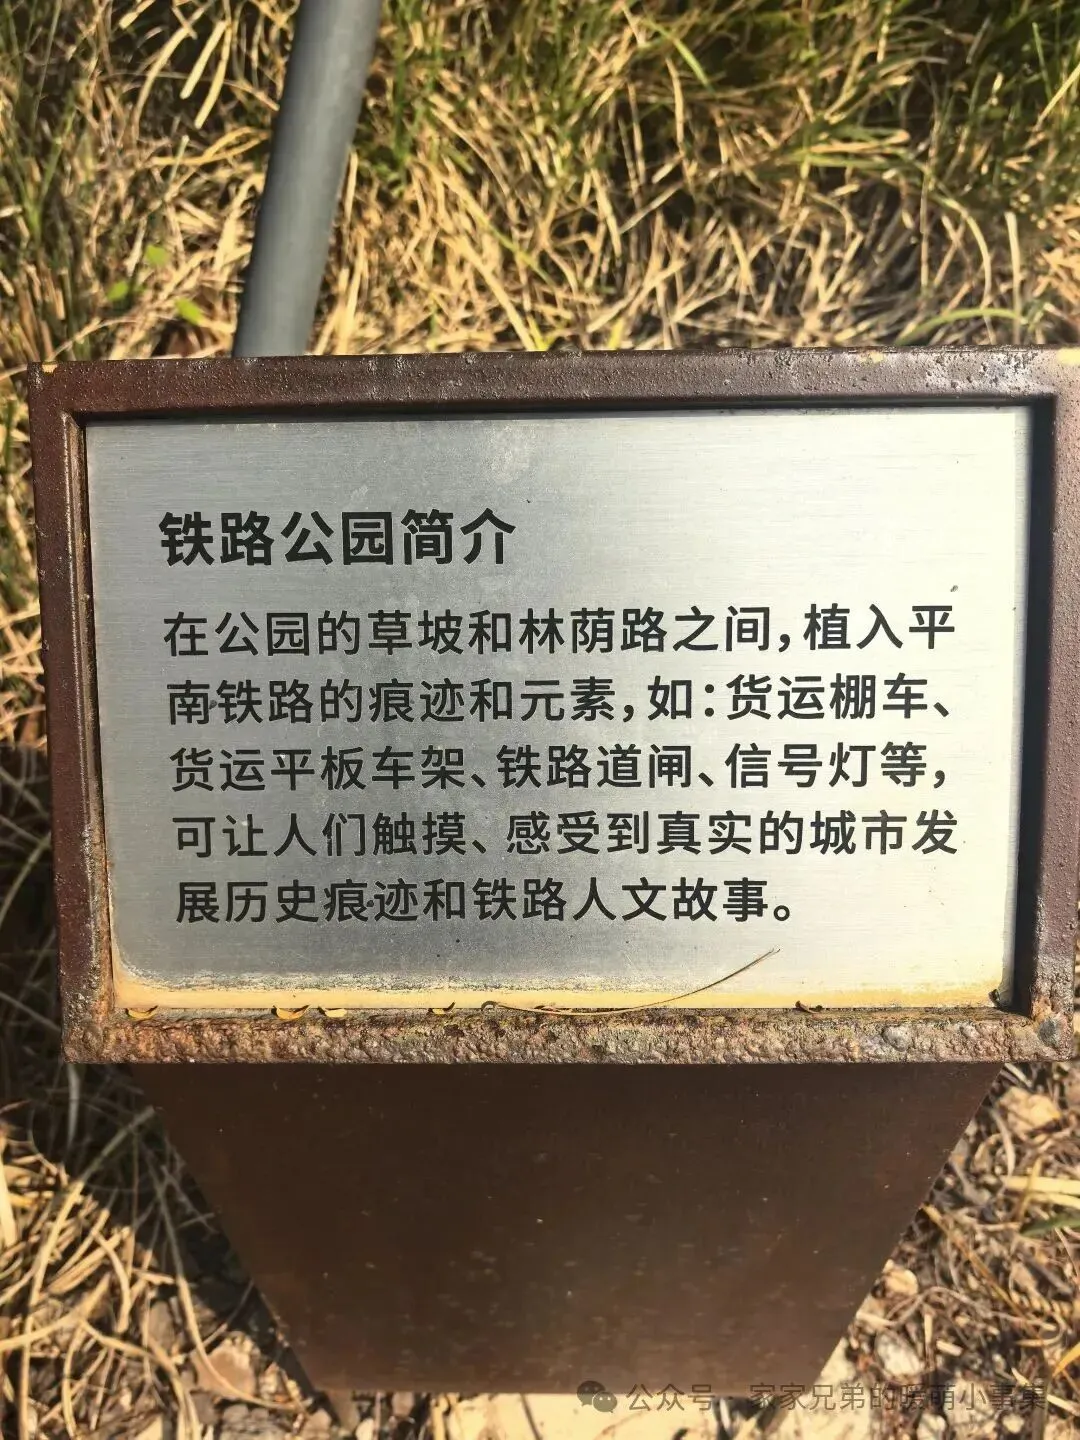 铁路公园简介
在公园的草坡和林荫路之间,植入平
南铁路的痕迹和元素,如:货运棚车、
货运平板车架、铁路道闸、信号灯等,
可让人们触摸、感受到真实的城市发
展历史痕迹和铁路人文故事。
公众号·家家兄弟的暖萌小事集